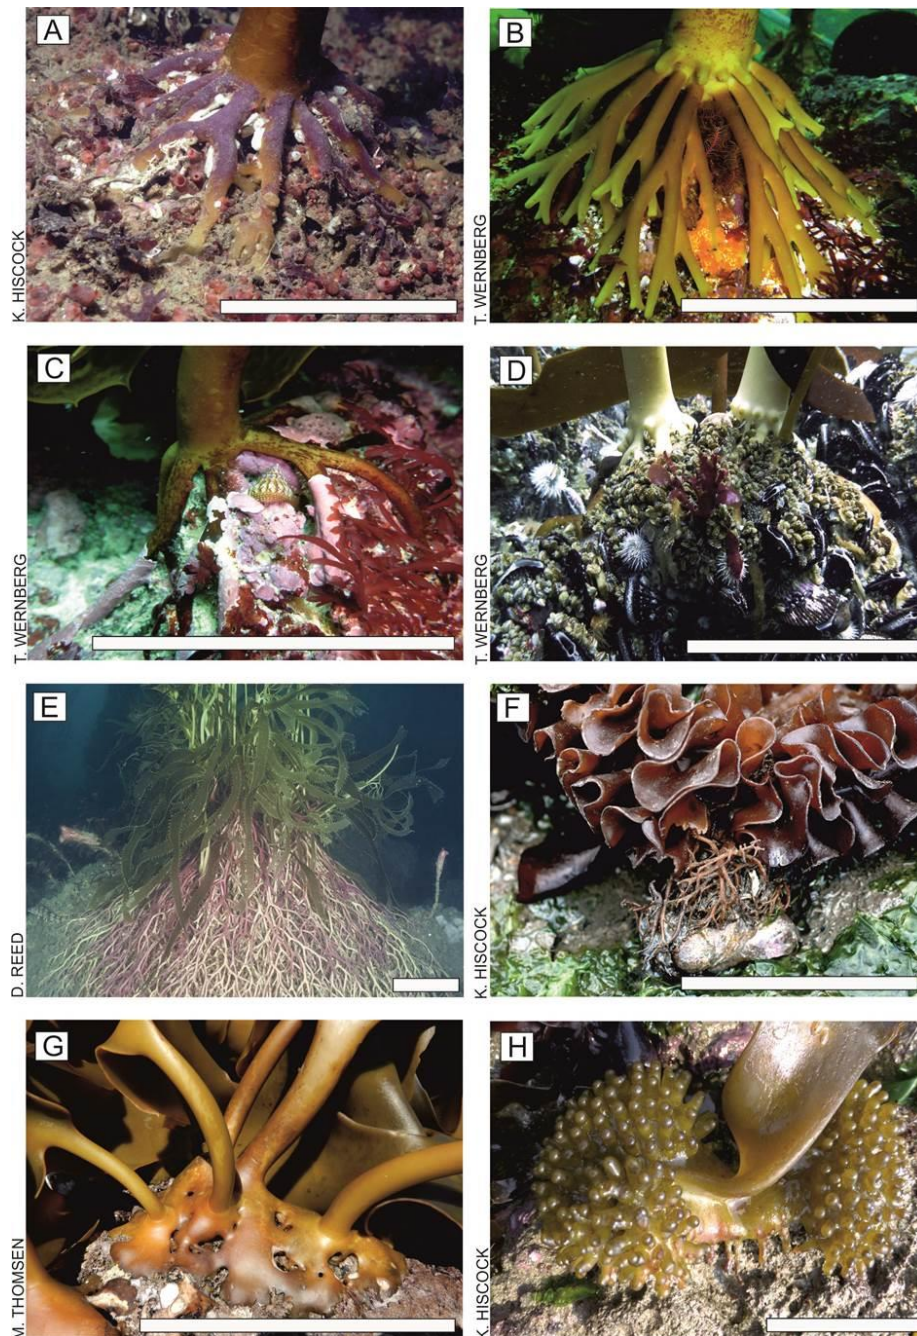 A
K. HISCOCK
B
T. WERNBERG
C
T. WERNBERG
D
T. WERNBERG
E
D. REED
F
K. HISCOCK
G
M. THOMSEN
H
K. HISCOCK